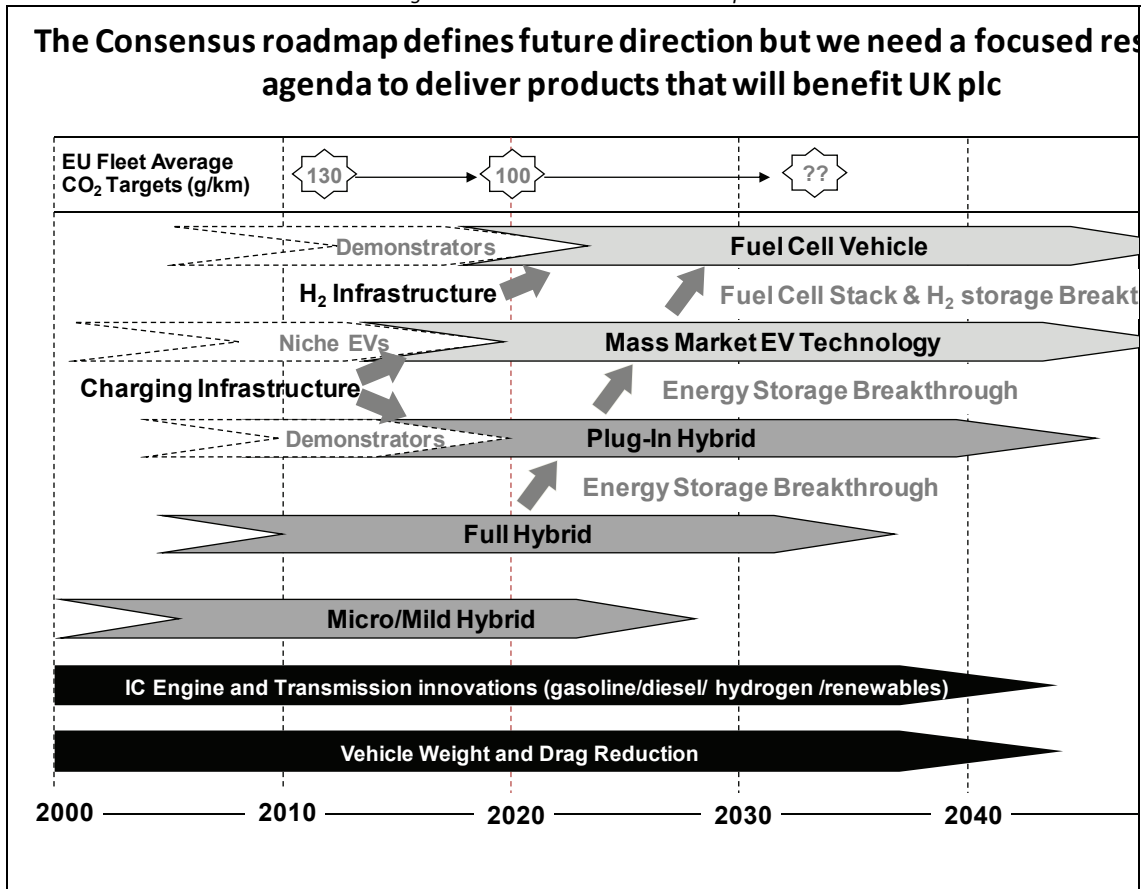 The Consensus roadmap defines future direction but we need a focused
agenda to deliver products that will benefit UK plc
EU Fleet Average
CO₂ Targets (g/km)
130
100
??
Demonstrators
Fuel Cell Vehicle
H₂ Infrastructure
Fuel Cell Stack & H₂ storage
Niche EVs
Mass Market EV Technology
Charging Infrastructure
Energy Storage Breakthrough
Demonstrators
Plug-In Hybrid
Energy Storage Breakthrough
Full Hybrid
Micro/Mild Hybrid
IC Engine and Transmission innovations (gasoline/diesel/ hydrogen /renewables)
Vehicle Weight and Drag Reduction
2000
2010
2020
2030
2040